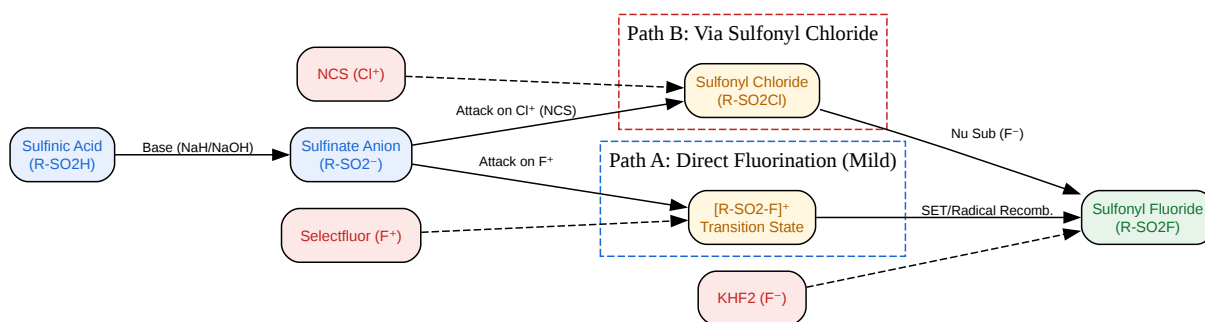 Path B: Via Sulfonyl Chloride
NCS (Cl⁺)
Sulfonyl Chloride
(R-SO2Cl)
Attack on Cl⁺ (NCS)
Nu Sub (F⁻)
Sulfinic Acid
(R-SO2H)
Base (NaH/NaOH)
Sulfinate Anion
(R-SO2⁻)
Attack on F⁺
Path A: Direct Fluorination (Mild)
Selectfluor (F⁺)
[R-SO2-F]⁺
Transition State
SET/Radical Recomb.
Sulfonyl Fluoride
(R-SO2F)
KHF2 (F⁻)